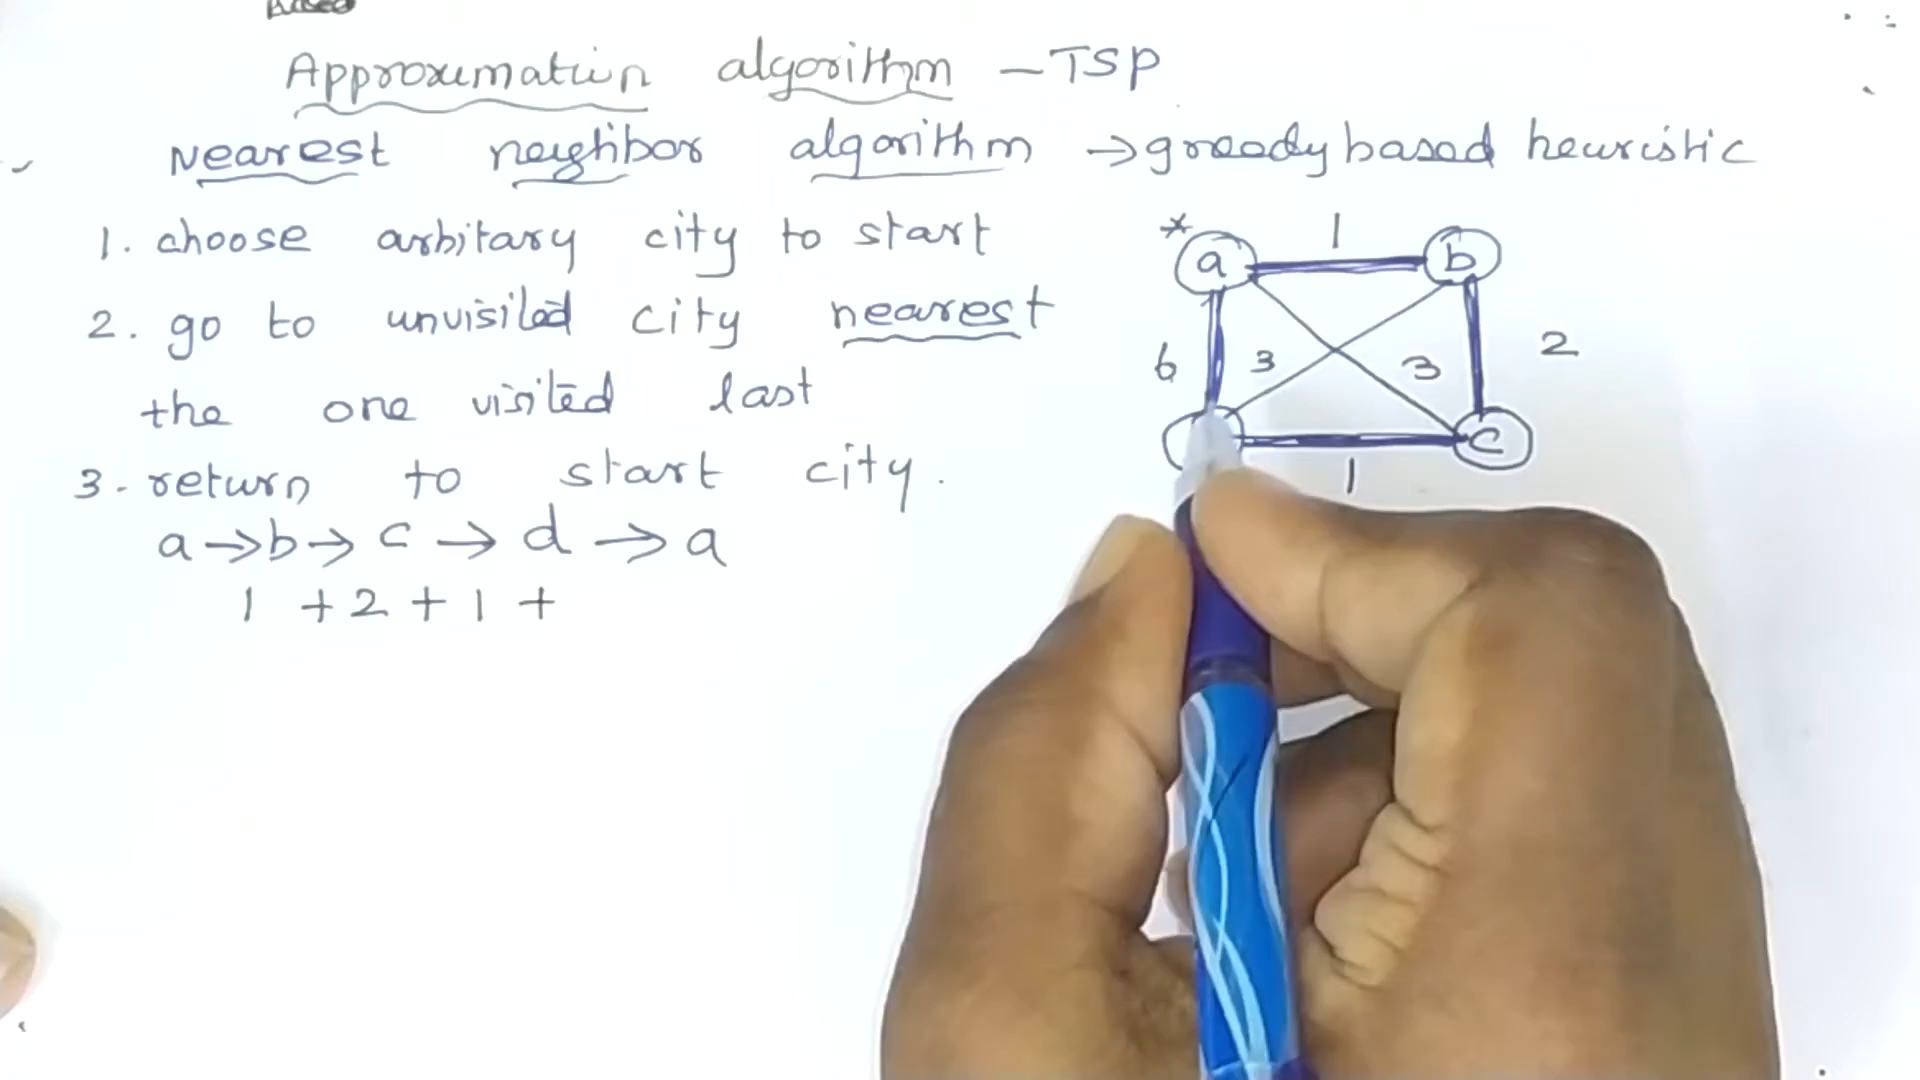 Approximation algorithm - TSP
Nearest neighbor algorithm → greedy based heuristic
1. choose arbitary city to start
2. go to unvisited city nearest
the one visited last
3. return to start city.
a → b → c → d → a
1 + 2 + 1 +
* a 1 b
6 3 3 2
c
1